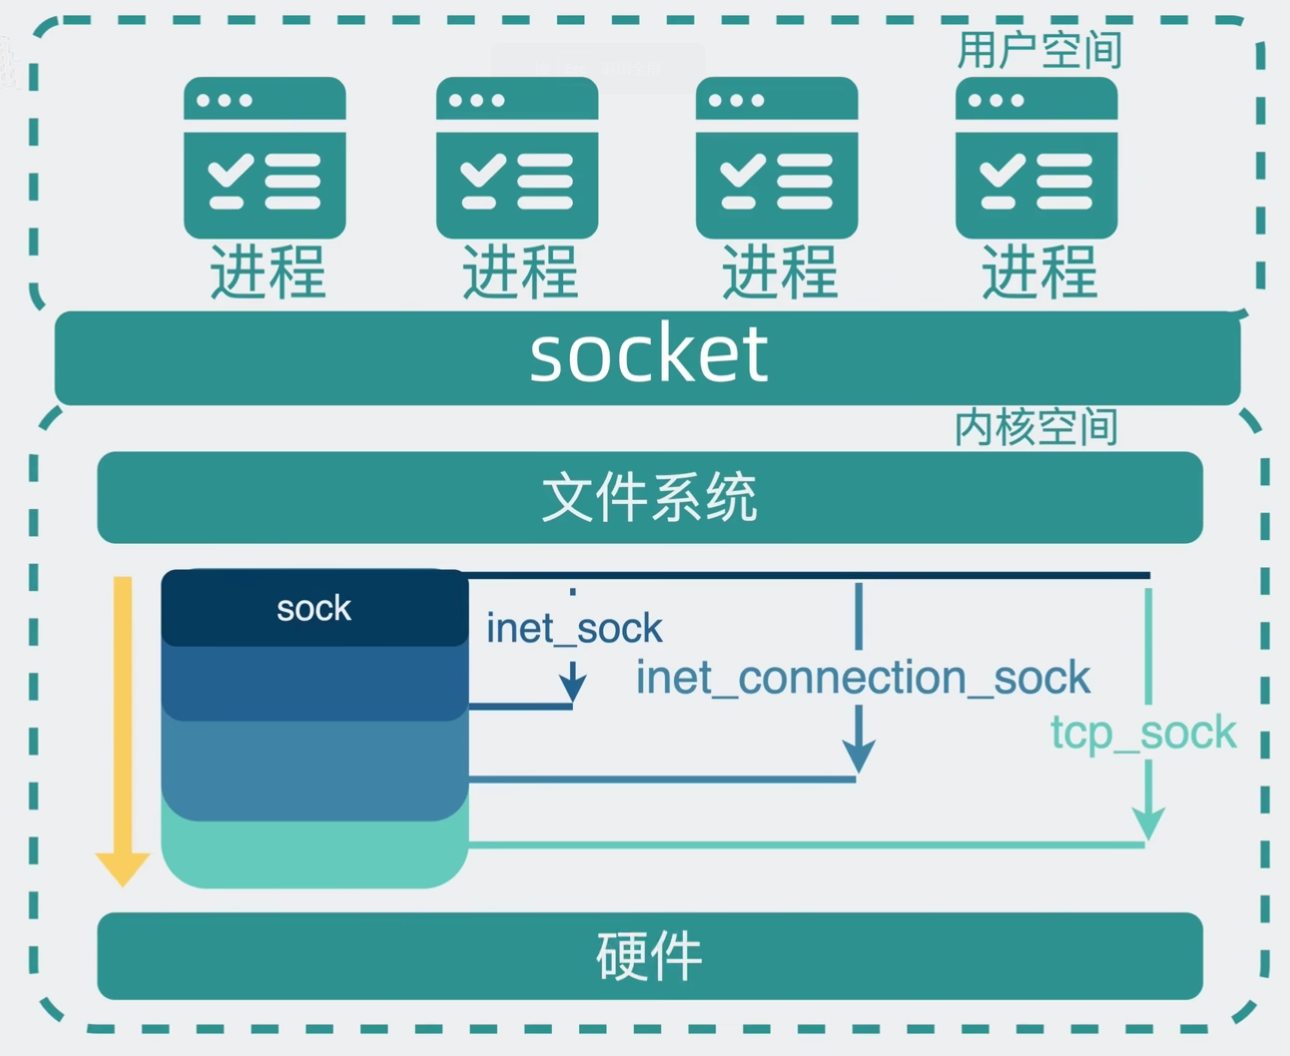 用户空间
进程
进程
进程
进程
socket
内核空间
文件系统
sock
inet_sock
inet_connection_sock
tcp_sock
硬件